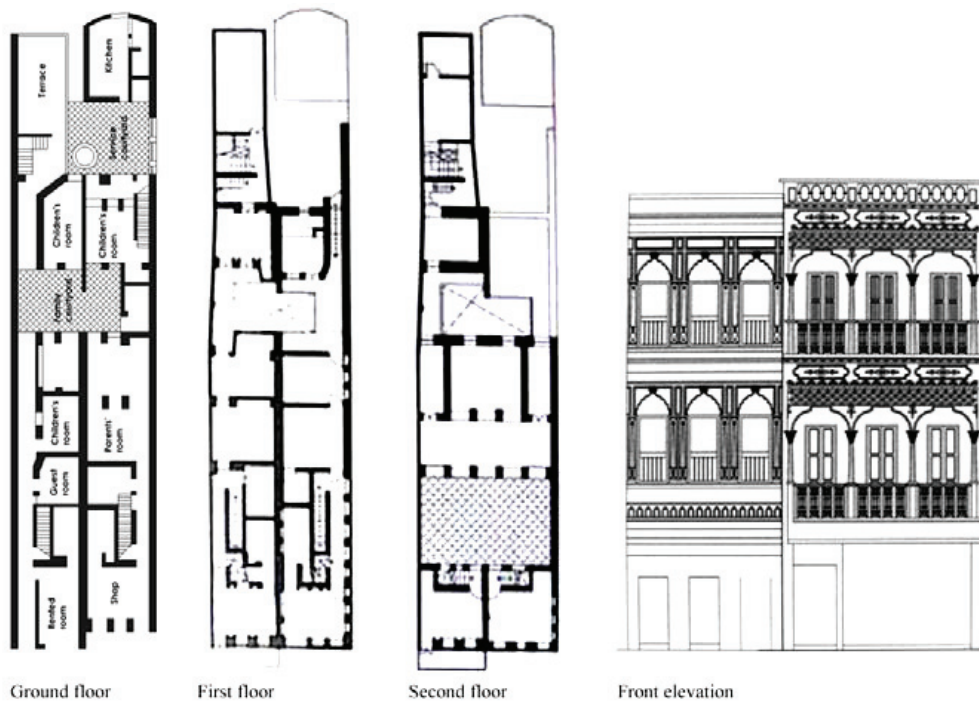 Terrace
Kitchen
Service
courtyard
Children's
room
Children's
room
Family
courtyard
Children's
room
Parents'
room
Guest
room
Rented
room
Shop
Ground floor
First floor
Second floor
Front elevation